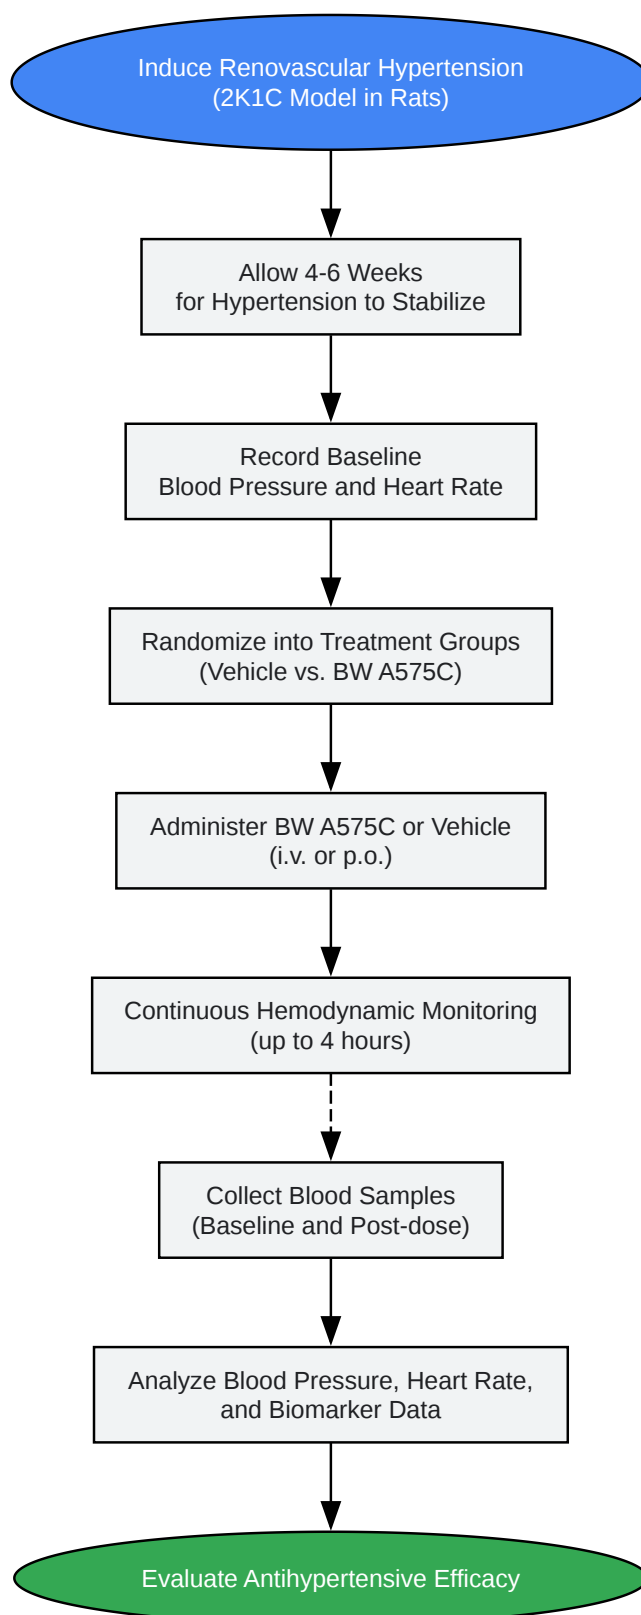 Induce Renovascular Hypertension
(2K1C Model in Rats)
Allow 4-6 Weeks
for Hypertension to Stabilize
Record Baseline
Blood Pressure and Heart Rate
Randomize into Treatment Groups
(Vehicle vs. BW A575C)
Administer BW A575C or Vehicle
(i.v. or p.o.)
Continuous Hemodynamic Monitoring
(up to 4 hours)
Collect Blood Samples
(Baseline and Post-dose)
Analyze Blood Pressure, Heart Rate,
and Biomarker Data
Evaluate Antihypertensive Efficacy